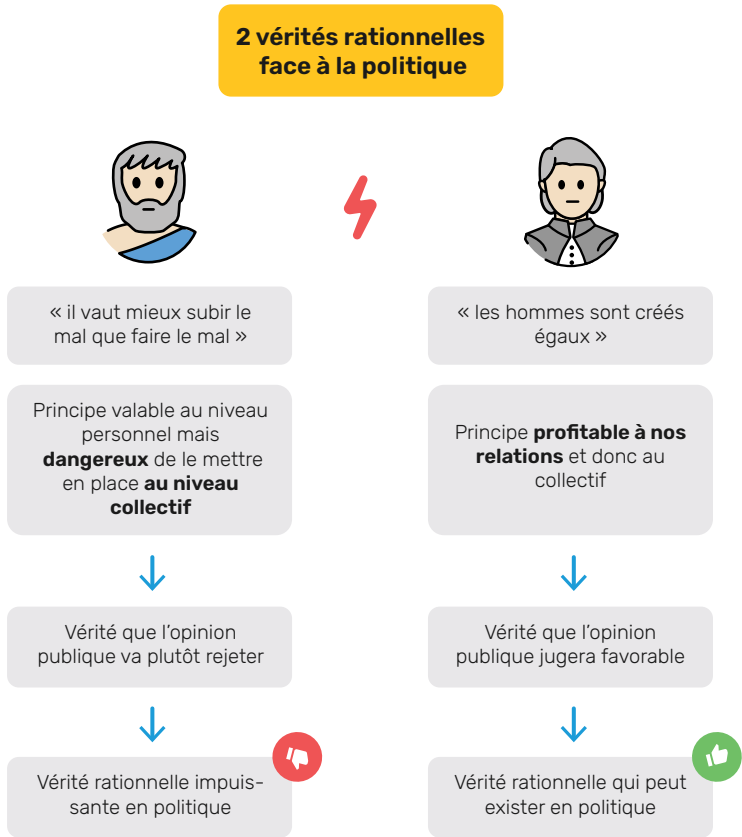 2 vérités rationnelles
face à la politique
« il vaut mieux subir le
mal que faire le mal »
Principe valable au niveau
personnel mais
dangereux de le mettre
en place au niveau
collectif
Vérité que l'opinion
publique va plutôt rejeter
Vérité rationnelle impuis-
sante en politique
« les hommes sont créés
égaux »
Principe profitable à nos
relations et donc au
collectif
Vérité que l'opinion
publique jugera favorable
Vérité rationnelle qui peut
exister en politique